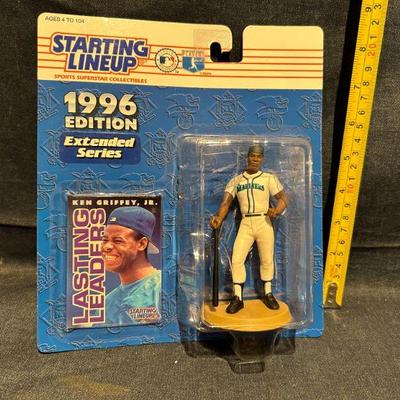 AGES 4 TO 104
STARTING
LINEUP
SPORTS SUPERSTAR COLLECTIBLES
1996
EDITION
Extended
Series
KEN GRIFFEY, JR.
LASTING
LEADERS
STARTING
LINEUP
MARINERS